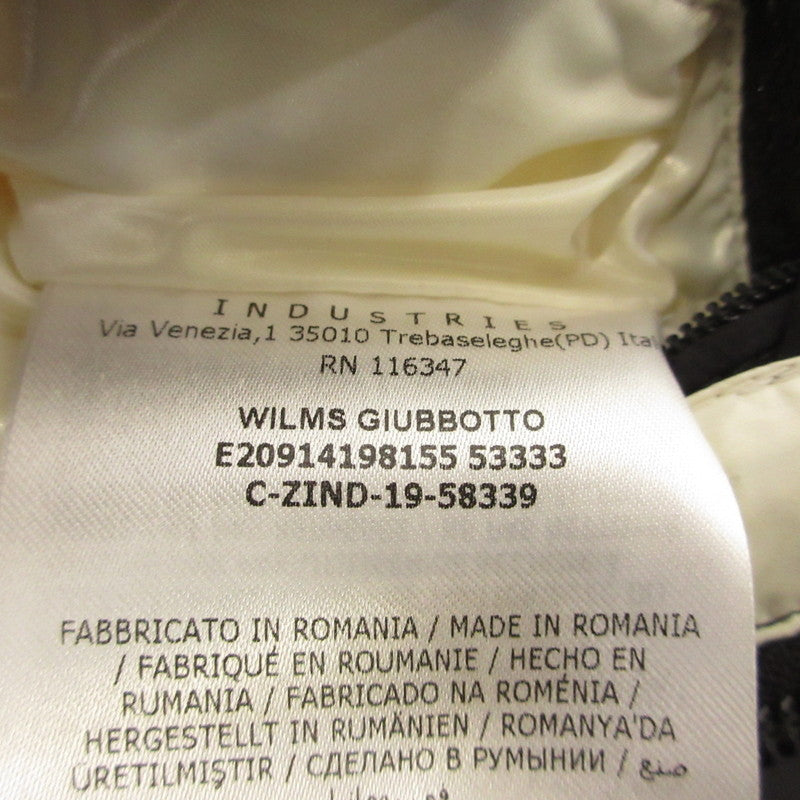 INDUSTRIES
Via Venezia,1 35010 Trebaseleghe(PD) Ita
RN 116347
WILMS GIUBBOTTO
E20914198155 53333
C-ZIND-19-58339
FABBRICATO IN ROMANIA / MADE IN ROMANIA
/ FABRIQUÉ EN ROUMANIE / HECHO EN
RUMANIA / FABRICADO NA ROMÉNIA /
HERGESTELLT IN RUMÄNIEN / ROMANYA'DA
ÜRETILMIŞTIR / СДЕЛАНО В РУМЫНИИ / صنع